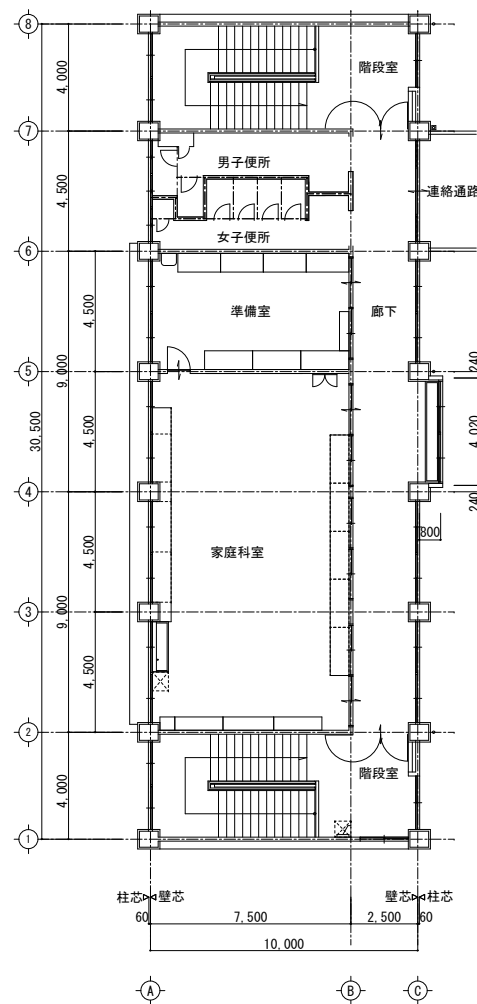 8
階段室
4,000
7
男子便所
4,500
連絡通路
女子便所
6
準備室
廊下
4,500
9,000
5
240
30,500
4,500
4,020
4
240
800
家庭科室
4,500
3
9,000
4,500
2
階段室
4,000
1
柱芯 壁芯
壁芯 柱芯
60
7,500
2,500
60
10,000
A
B
C